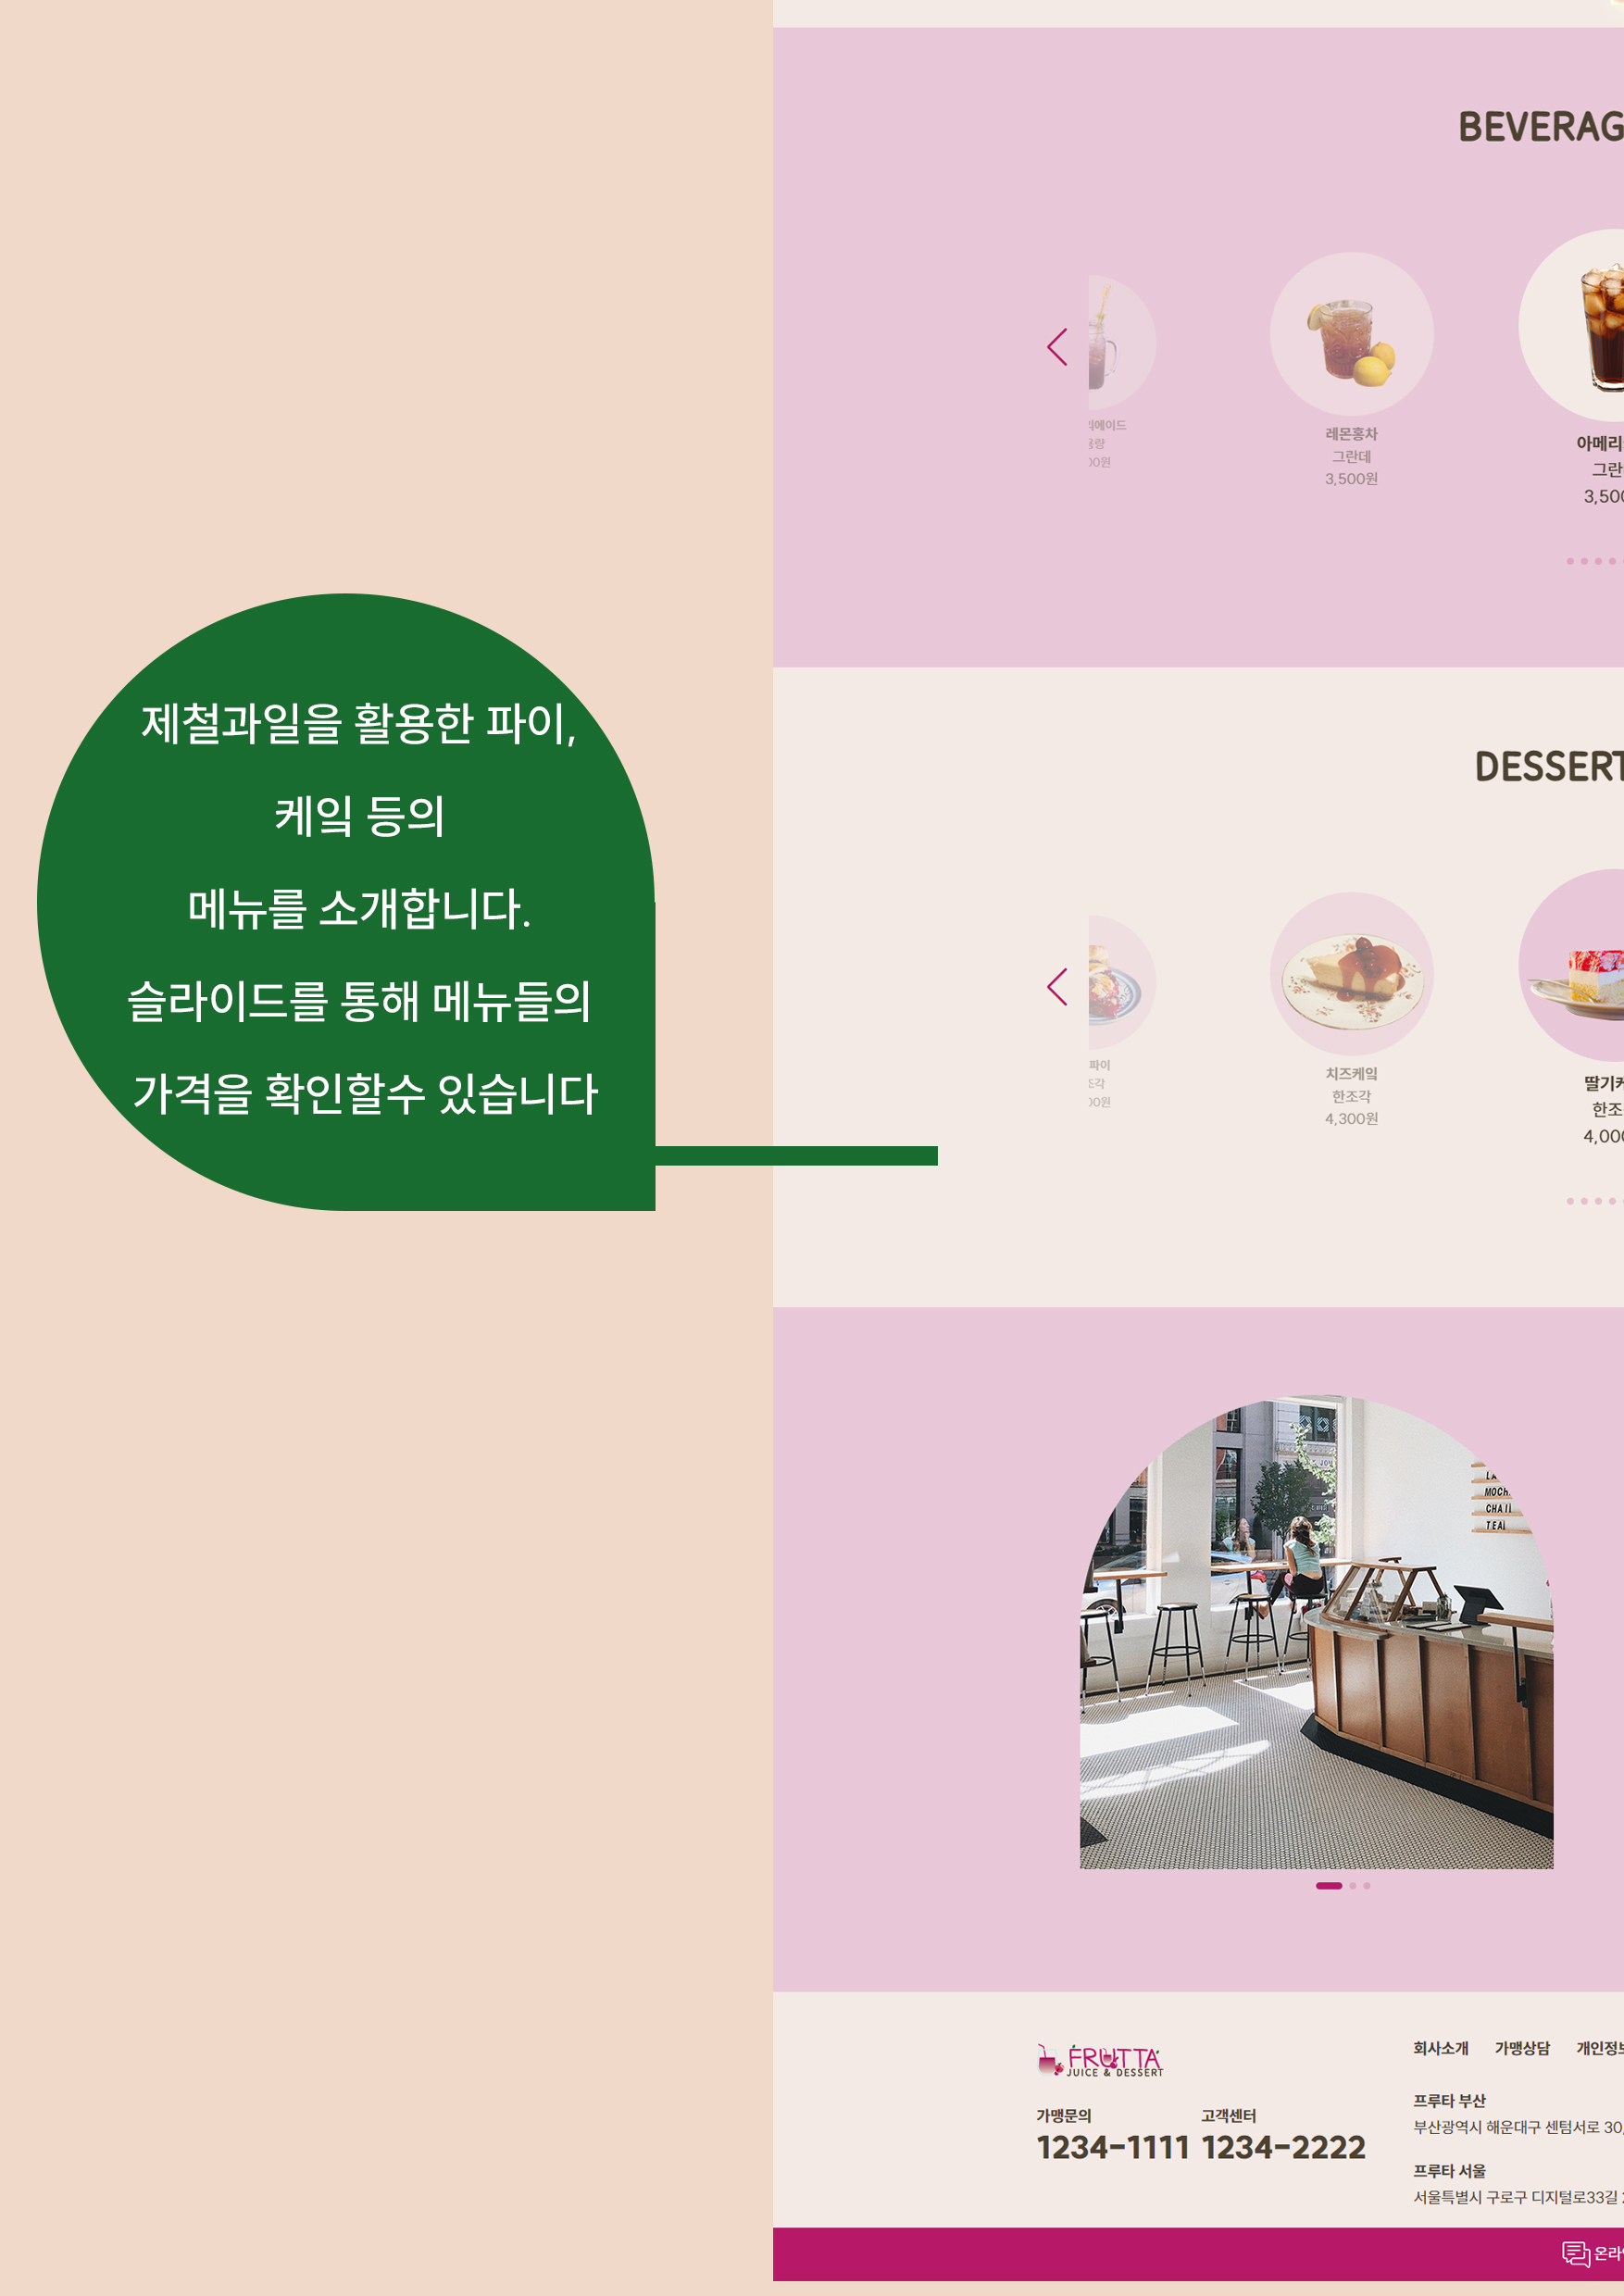 BEVERAG
리에이드
용량
00원
레몬홍차
그란데
3,500원
아메리
그란
3,500
제철과일을 활용한 파이,
케잌 등의
메뉴를 소개합니다.
슬라이드를 통해 메뉴들의
가격을 확인할수 있습니다
DESSERT
파이
조각
00원
치즈케잌
한조각
4,300원
딸기케
한조
4,000
MOCH
CHAI
TEA
FRUTTA
JUICE & DESSERT
가맹문의
1234-1111
고객센터
1234-2222
회사소개 가맹상담 개인정보
프루타 부산
부산광역시 해운대구 센텀서로 30,
프루타 서울
서울특별시 구로구 디지털로33길
온라